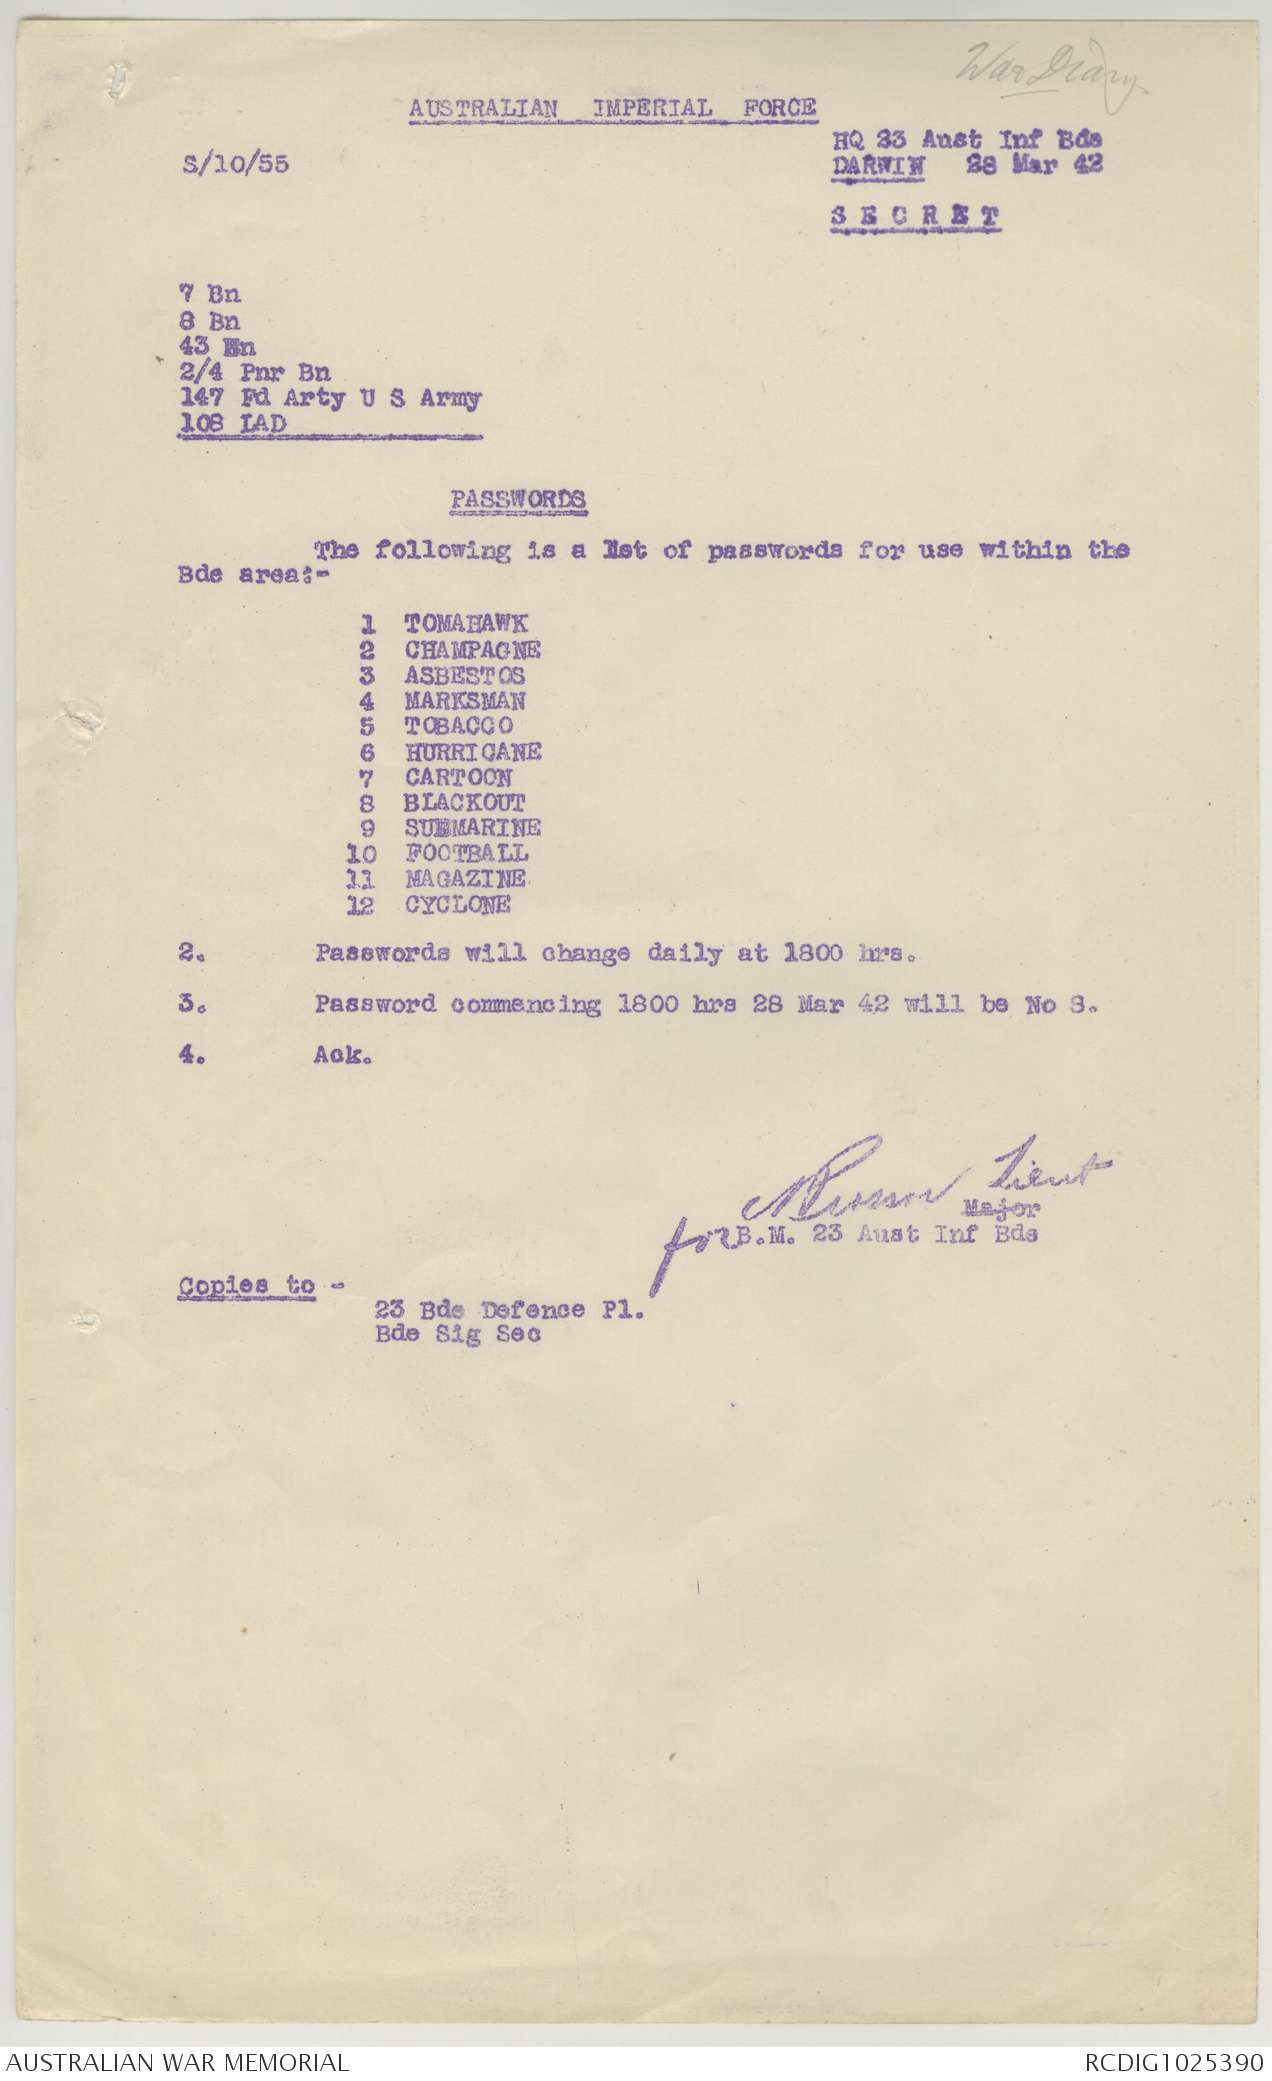 War Diary
AUSTRALIAN IMPERIAL FORCE
HQ 23 Aust Inf Bde
S/10/55
DARWIN 28 Mar 42
SECRET
7 Bn
8 Bn
43 Bn
2/4 Pnr Bn
147 Fd Arty U S Army
108 LAD
PASSWORDS
The following is a list of passwords for use within the
Bde area:-
1 TOMAHAWK
2 CHAMPAGNE
3 ASBESTOS
4 MARKSMAN
5 TOBACCO
6 HURRICANE
7 CARTOON
8 BLACKOUT
9 SUBMARINE
10 FOOTBALL
11 MAGAZINE
12 CYCLONE
2. Passwords will change daily at 1800 hrs.
3. Password commencing 1800 hrs 28 Mar 42 will be No 8.
4. Ack.
Lieut
Major
for B.M. 23 Aust Inf Bde
Copies to -
23 Bde Defence Pl.
Bde Sig Sec
AUSTRALIAN WAR MEMORIAL
RCDIG1025390